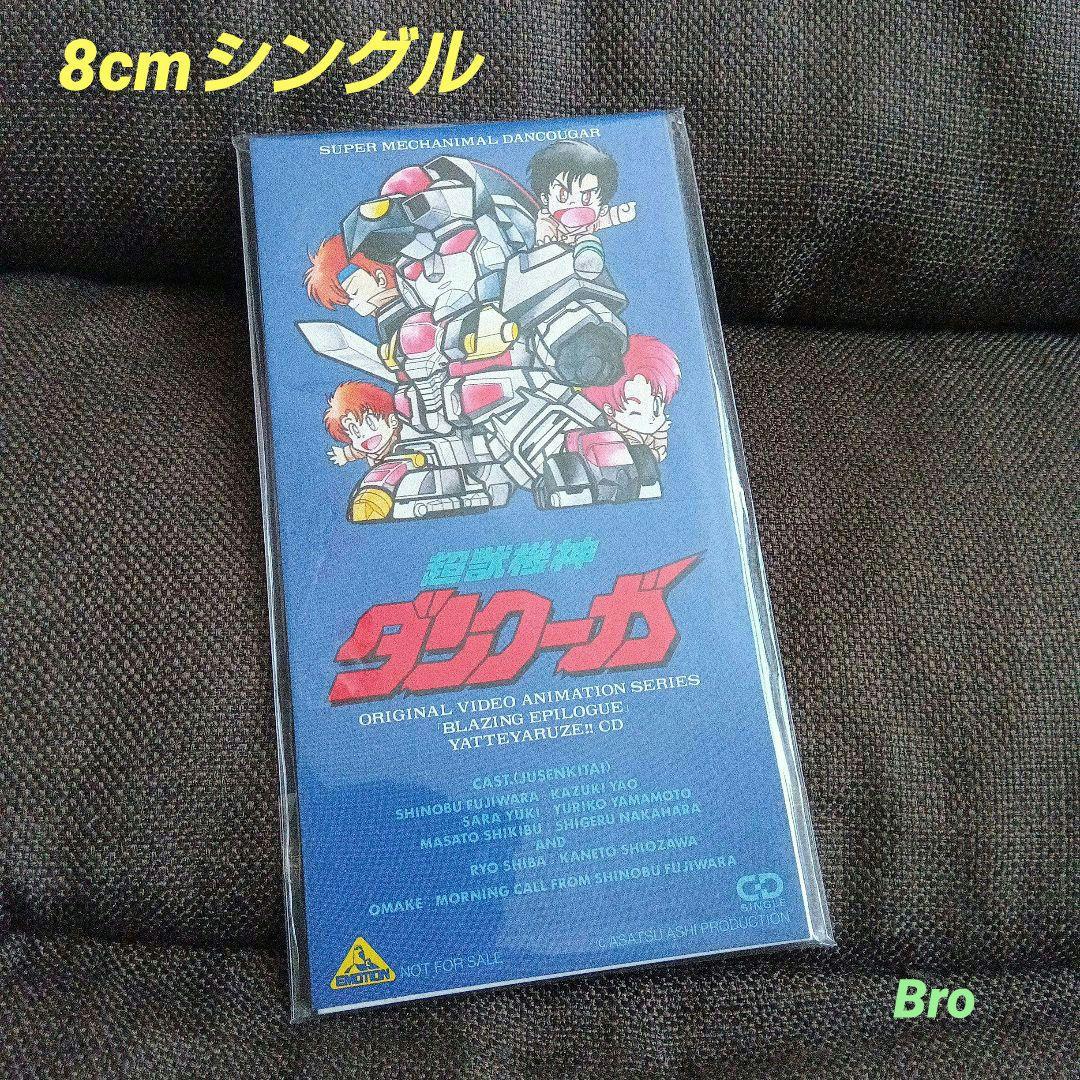 8cmシングル
SUPER MECHANIMAL DANCOUGAR
超獣機神
ダンクーガ
ORIGINAL VIDEO ANIMATION SERIES
「BLAZING EPILOGUE」
YATTEYARUZE!! CD
CAST.(JUSENKITAI)
SHINOBU FUJIWARA . KAZUKI YAO
SARA YUKI . YURIKO YAMAMOTO
MASATO SHIKIBU . SHIGERU NAKAHARA
AND
RYO SHIBA . KANETO SHIOZAWA
OMAKE . MORNING CALL FROM SHINOBU FUJIWARA
CD
SINGLE
© ASATSU.ASHI PRODUCTION
EMOTION
NOT FOR SALE
Bro